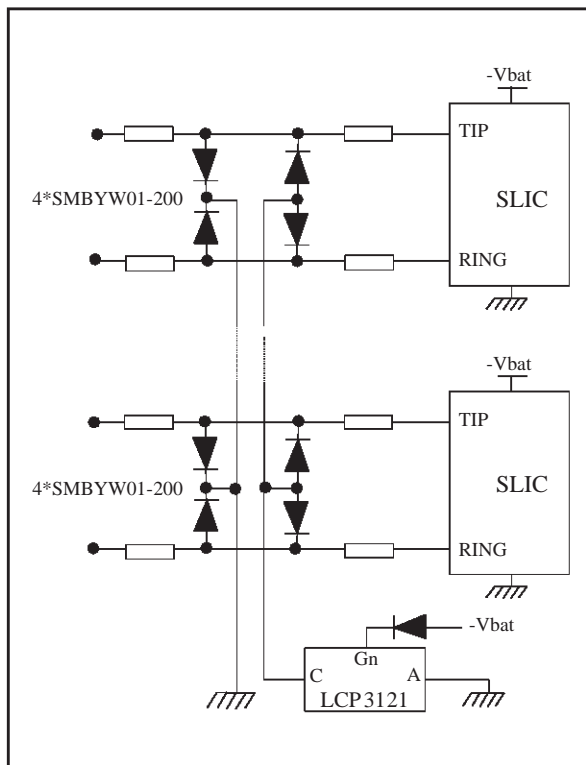 -Vbat
TIP
4*SMBYW01-200
SLIC
RING
-Vbat
TIP
4*SMBYW01-200
SLIC
RING
-Vbat
Gn
C
A
LCP3121